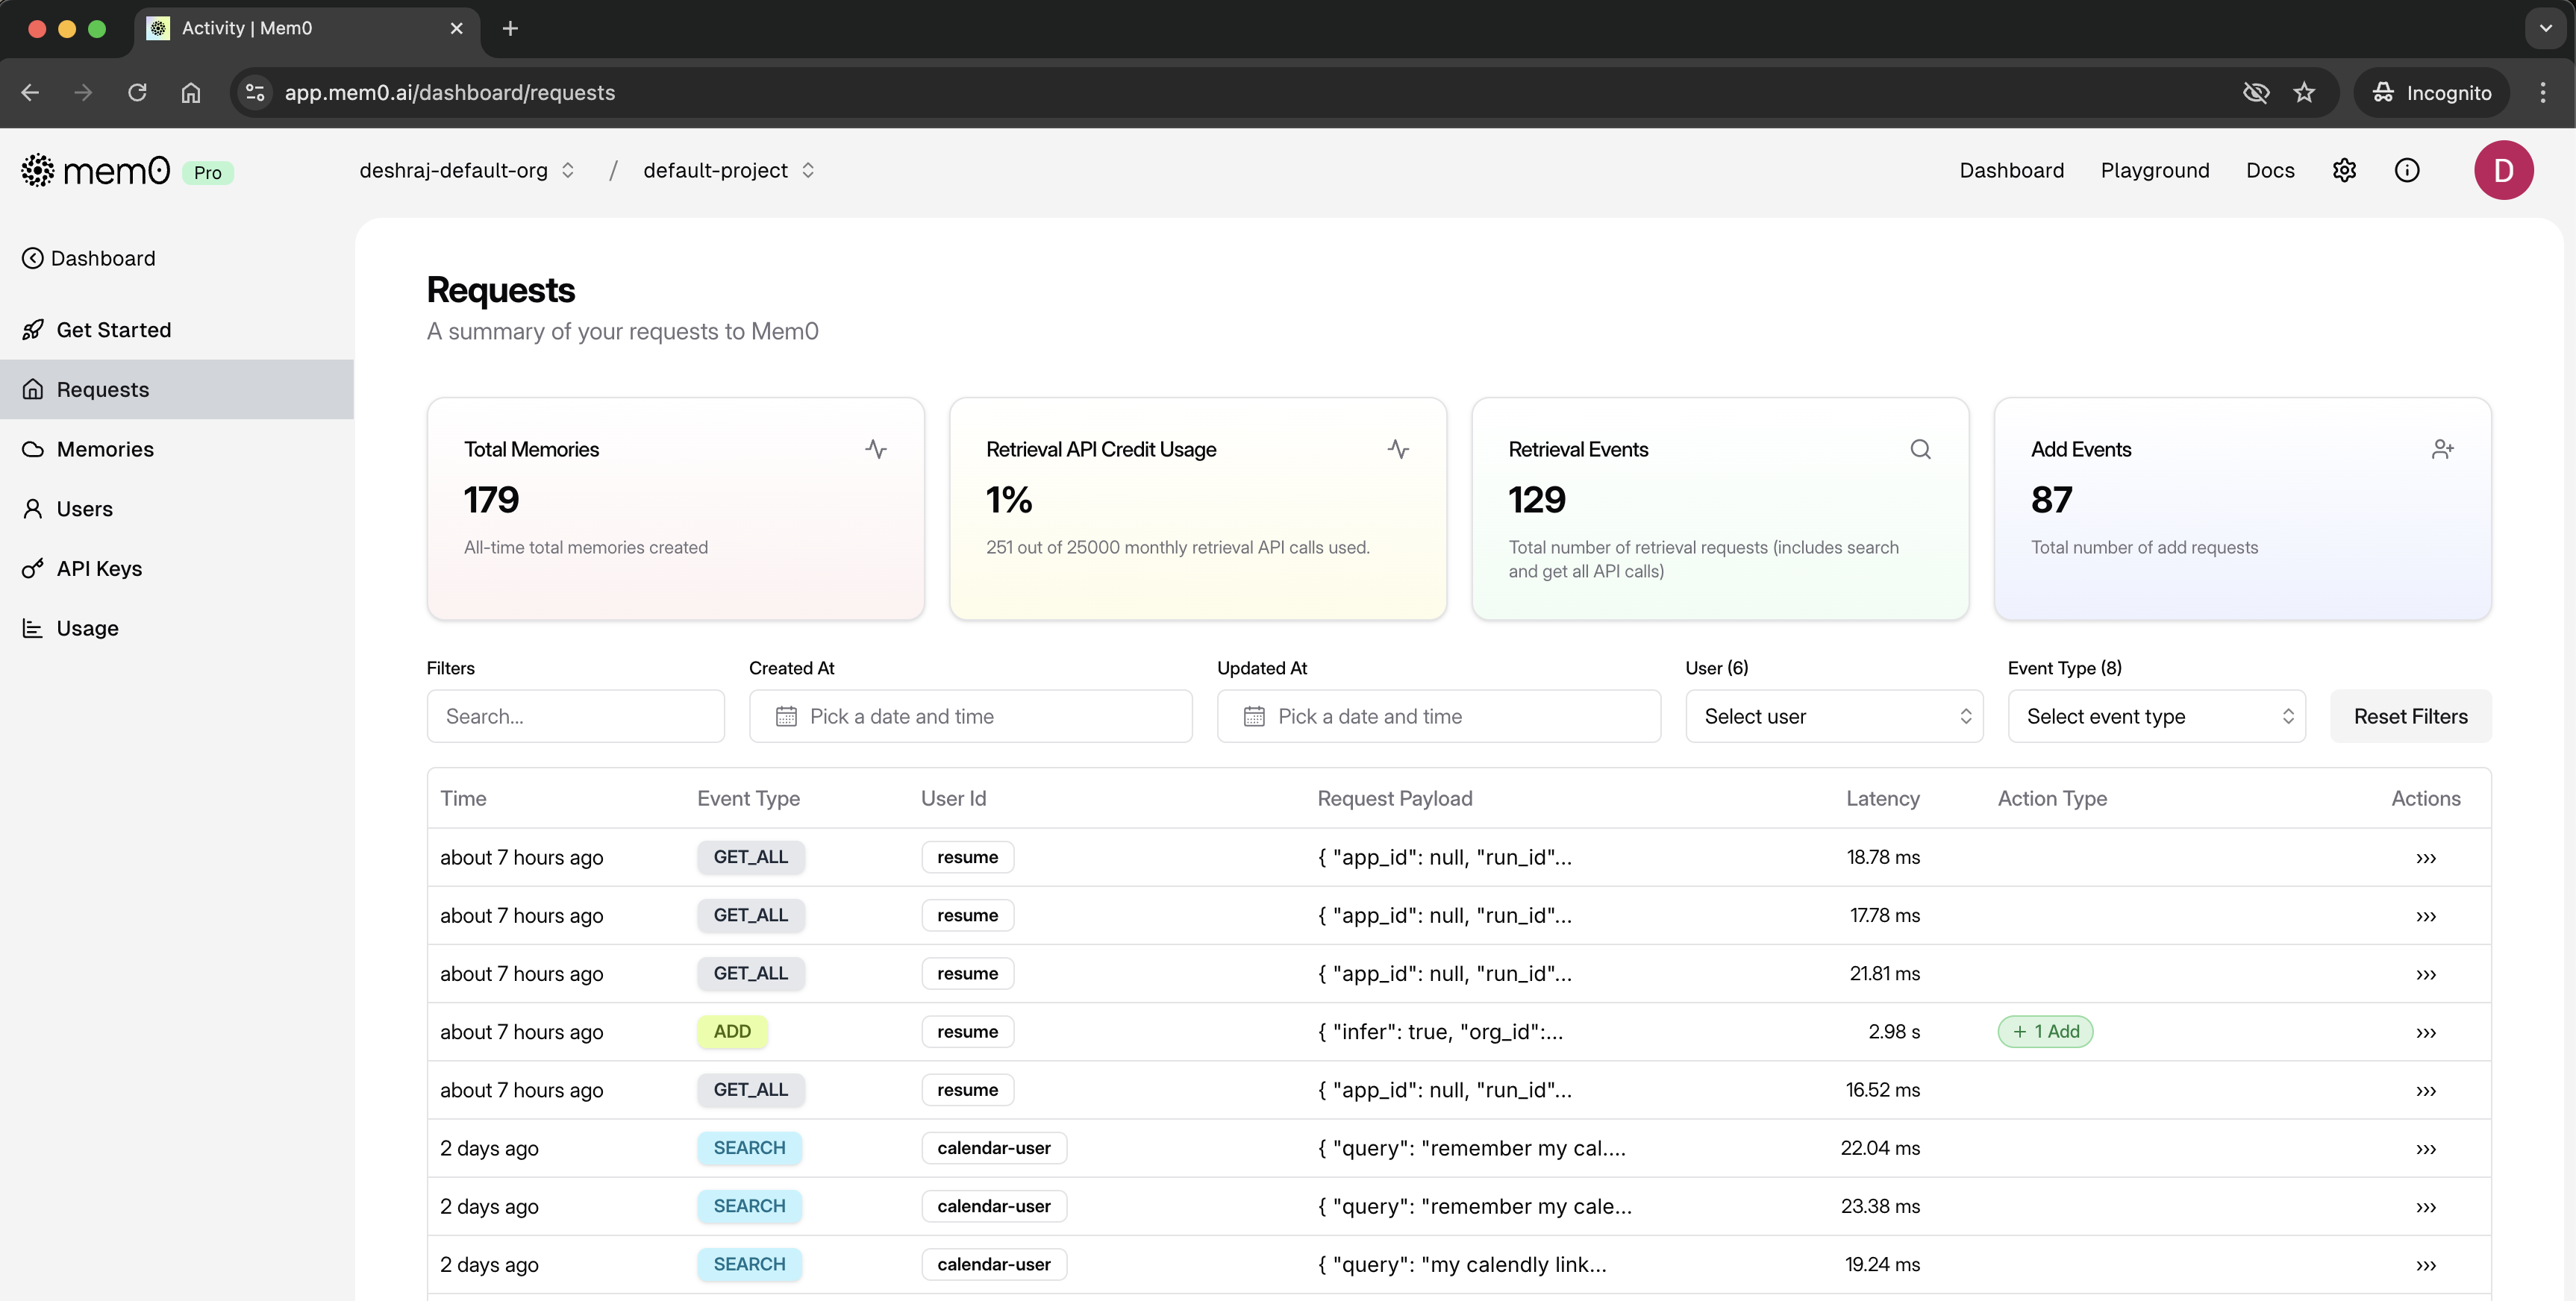 Activity | Mem0
app.mem0.ai/dashboard/requests
Incognito
mem0 Pro
deshraj-default-org / default-project
Dashboard Playground Docs
D
Dashboard
Get Started
Requests
Memories
Users
API Keys
Usage
Requests
A summary of your requests to Mem0
Total Memories
179
All-time total memories created
Retrieval API Credit Usage
1%
251 out of 25000 monthly retrieval API calls used.
Retrieval Events
129
Total number of retrieval requests (includes search
and get all API calls)
Add Events
87
Total number of add requests
Filters
Search...
Created At
Pick a date and time
Updated At
Pick a date and time
User (6)
Select user
Event Type (8)
Select event type
Reset Filters
Time Event Type User Id Request Payload Latency Action Type Actions
about 7 hours ago GET_ALL resume { "app_id": null, "run_id"... 18.78 ms ›››
about 7 hours ago GET_ALL resume { "app_id": null, "run_id"... 17.78 ms ›››
about 7 hours ago GET_ALL resume { "app_id": null, "run_id"... 21.81 ms ›››
about 7 hours ago ADD resume { "infer": true, "org_id":... 2.98 s + 1 Add ›››
about 7 hours ago GET_ALL resume { "app_id": null, "run_id"... 16.52 ms ›››
2 days ago SEARCH calendar-user { "query": "remember my cal.... 22.04 ms ›››
2 days ago SEARCH calendar-user { "query": "remember my cale... 23.38 ms ›››
2 days ago SEARCH calendar-user { "query": "my calendly link... 19.24 ms ›››